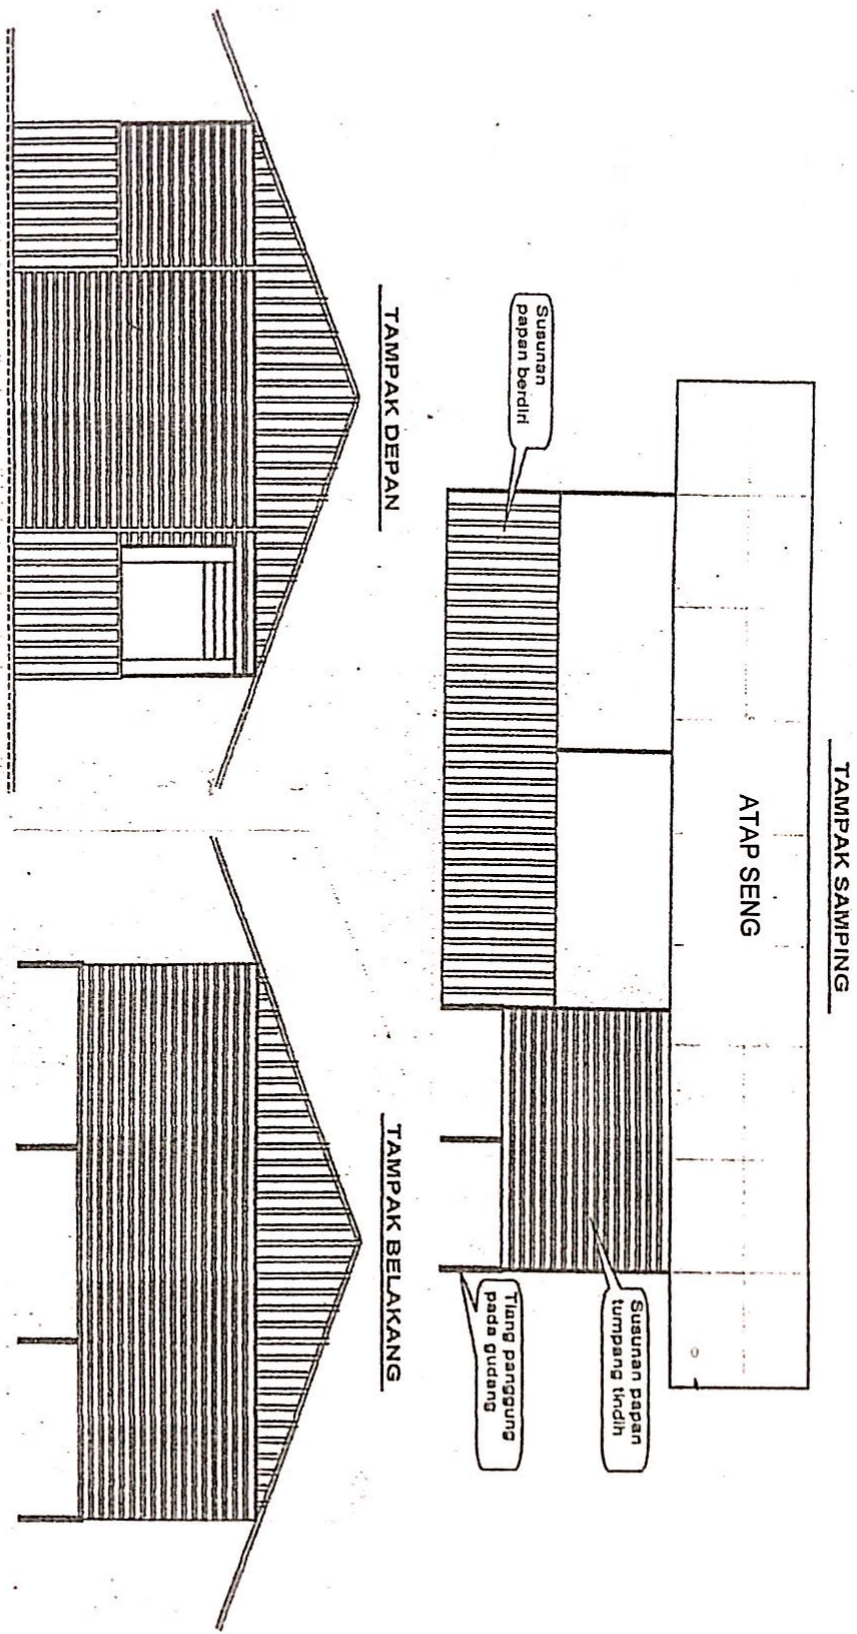 TAMPAK SAMPING
ATAP SENG
Susunan
papan berdiri
Susunan papan
tumpang tindih
Tiang panggung
pada gudang
TAMPAK DEPAN
TAMPAK BELAKANG